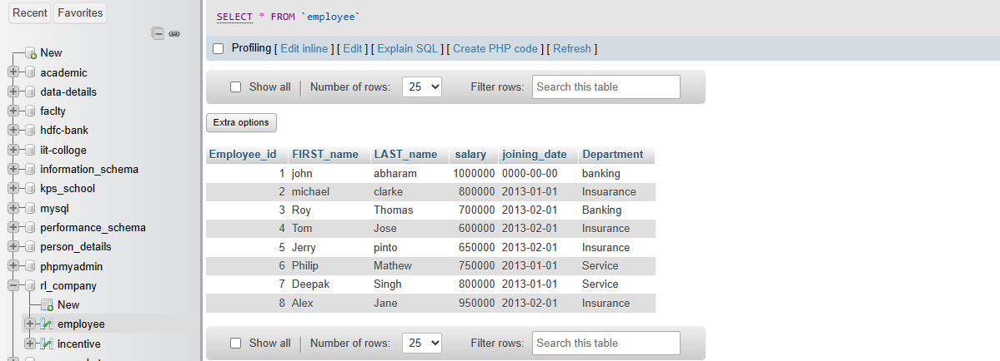 Recent Favorites
New
academic
data-details
faclty
hdfc-bank
iit-colloge
information_schema
kps_school
mysql
performance_schema
person_details
phpmyadmin
rl_company
New
employee
incentive
SELECT * FROM `employee`
Profiling [ Edit inline ] [ Edit ] [ Explain SQL ] [ Create PHP code ] [ Refresh ]
Show all Number of rows: 25 Filter rows: Search this table
Extra options
Employee_id FIRST_name LAST_name salary joining_date Department
1 john abharam 1000000 0000-00-00 banking
2 michael clarke 800000 2013-01-01 Insuarance
3 Roy Thomas 700000 2013-02-01 Banking
4 Tom Jose 600000 2013-02-01 Insurance
5 Jerry pinto 650000 2013-02-01 Insurance
6 Philip Mathew 750000 2013-01-01 Service
7 Deepak Singh 800000 2013-01-01 Service
8 Alex Jane 950000 2013-02-01 Insurance
Show all Number of rows: 25 Filter rows: Search this table